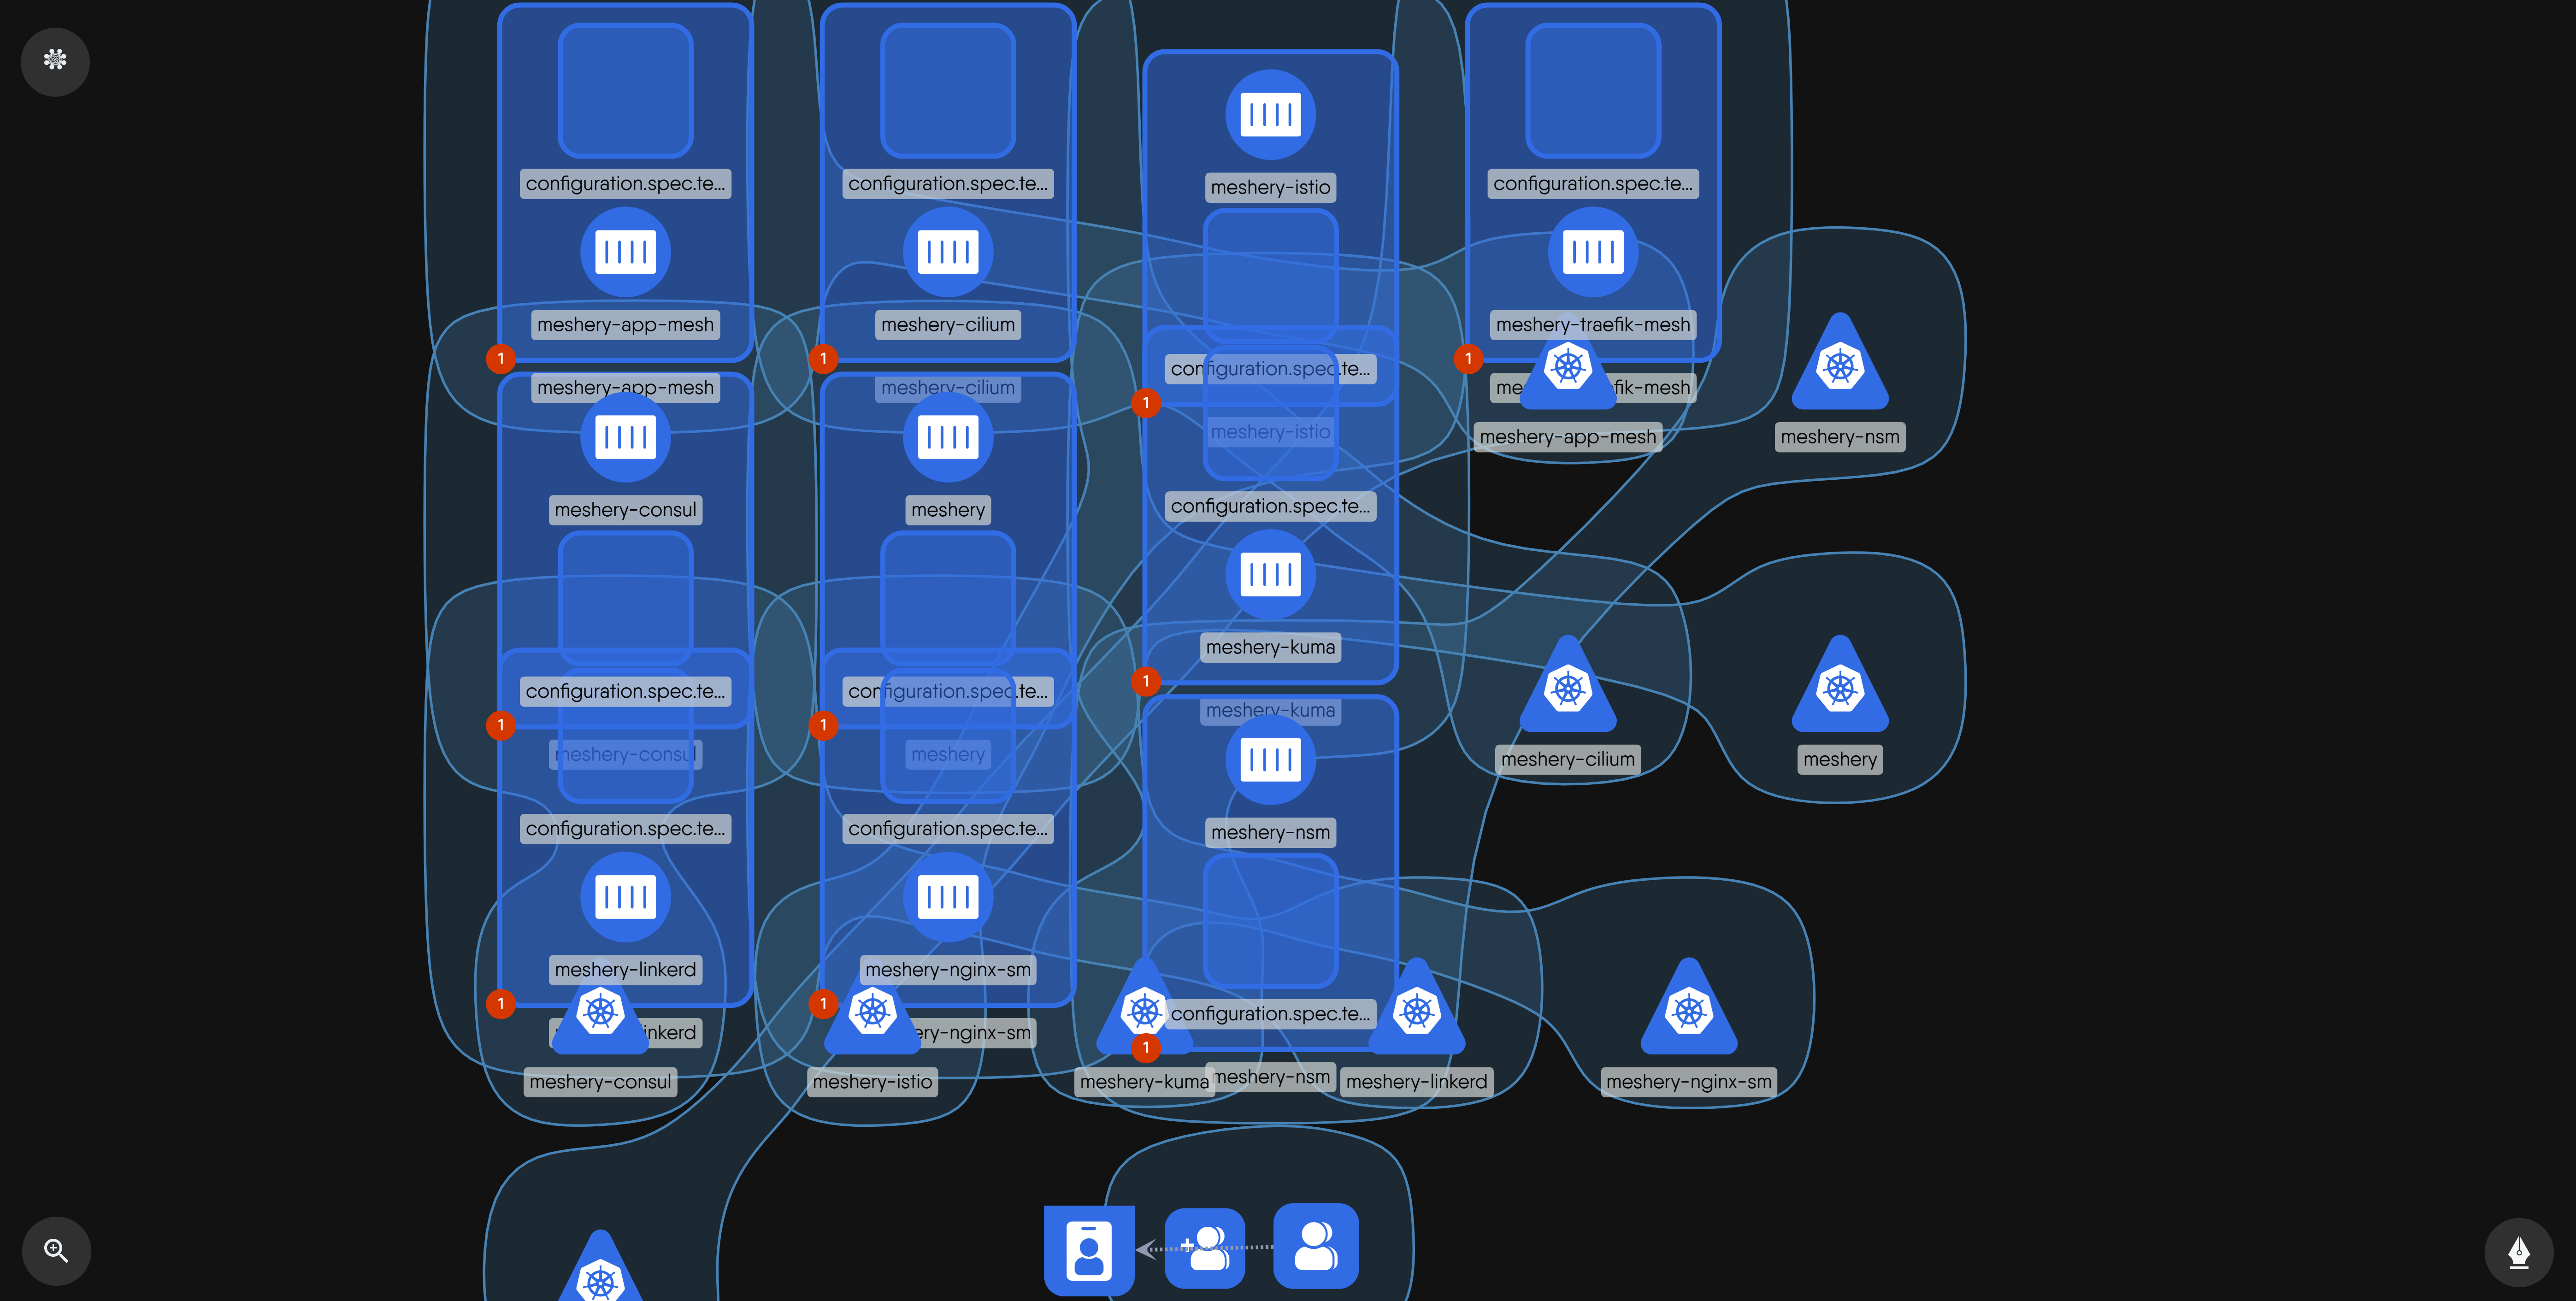 configuration.spec.te...
configuration.spec.te...
meshery-istio
configuration.spec.te...
meshery-app-mesh
meshery-cilium
meshery-traefik-mesh
1
1
1
configuration.spec.te...
meshery-app-mesh
meshery-cilium
me
fik-mesh
1
meshery-istio
meshery-app-mesh
meshery-nsm
meshery-consul
meshery
configuration.spec.te...
meshery-kuma
configuration.spec.te...
configuration.spec.te...
1
1
1
meshery-kuma
meshery-consul
meshery
meshery-cilium
meshery
configuration.spec.te...
configuration.spec.te...
meshery-nsm
meshery-linkerd
meshery-nginx-sm
1
1
configuration.spec.te...
inkerd
ery-nginx-sm
1
meshery-consul
meshery-istio
meshery-kuma
meshery-nsm
meshery-linkerd
meshery-nginx-sm